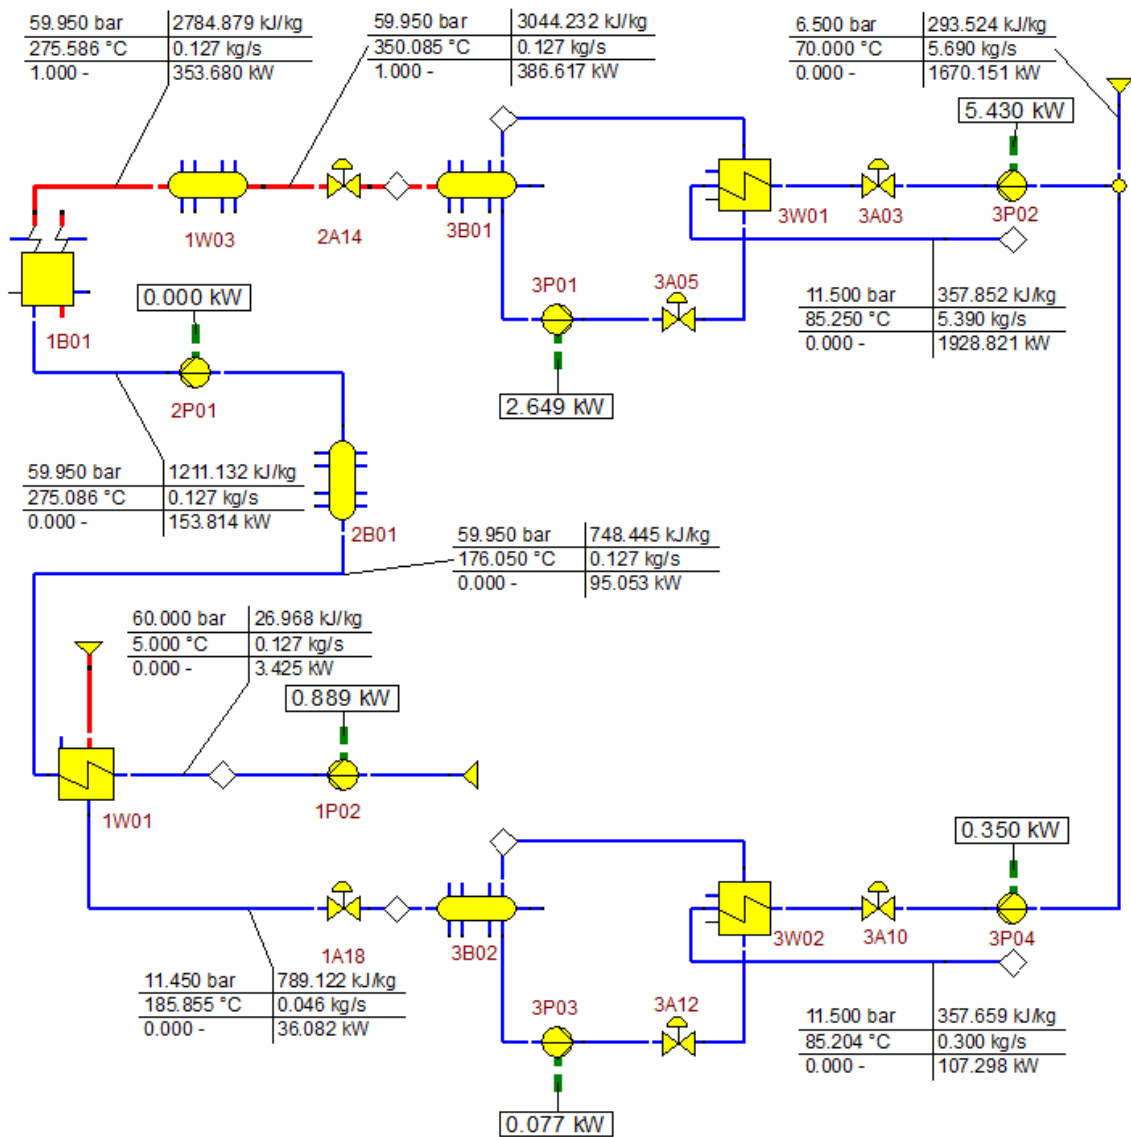 59.950 bar 2784.879 kJ/kg
275.586 °C 0.127 kg/s
1.000 - 353.680 kW
59.950 bar 3044.232 kJ/kg
350.085 °C 0.127 kg/s
1.000 - 386.617 kW
6.500 bar 293.524 kJ/kg
70.000 °C 5.690 kg/s
0.000 - 1670.151 kW
5.430 kW
1W03
2A14
3B01
3W01
3A03
3P02
3P01
3A05
0.000 kW
1B01
11.500 bar 357.852 kJ/kg
85.250 °C 5.390 kg/s
0.000 - 1928.821 kW
2P01
2.649 kW
59.950 bar 1211.132 kJ/kg
275.086 °C 0.127 kg/s
0.000 - 153.814 kW
2B01
59.950 bar 748.445 kJ/kg
176.050 °C 0.127 kg/s
0.000 - 95.053 kW
60.000 bar 26.968 kJ/kg
5.000 °C 0.127 kg/s
0.000 - 3.425 kW
0.889 kW
1W01
1P02
0.350 kW
1A18
3B02
3W02
3A10
3P04
11.450 bar 789.122 kJ/kg
185.855 °C 0.046 kg/s
0.000 - 36.082 kW
3P03
3A12
11.500 bar 357.659 kJ/kg
85.204 °C 0.300 kg/s
0.000 - 107.298 kW
0.077 kW